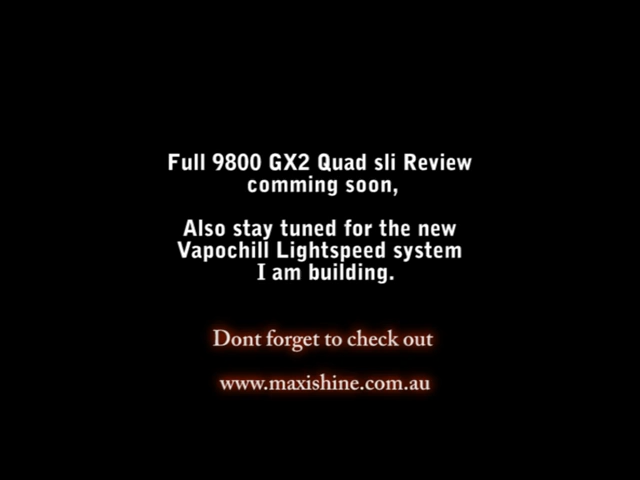 Full 9800 GX2 Quad sli Review
comming soon,
Also stay tuned for the new
Vapochill Lightspeed system
I am building.
Dont forget to check out
www.maxishine.com.au